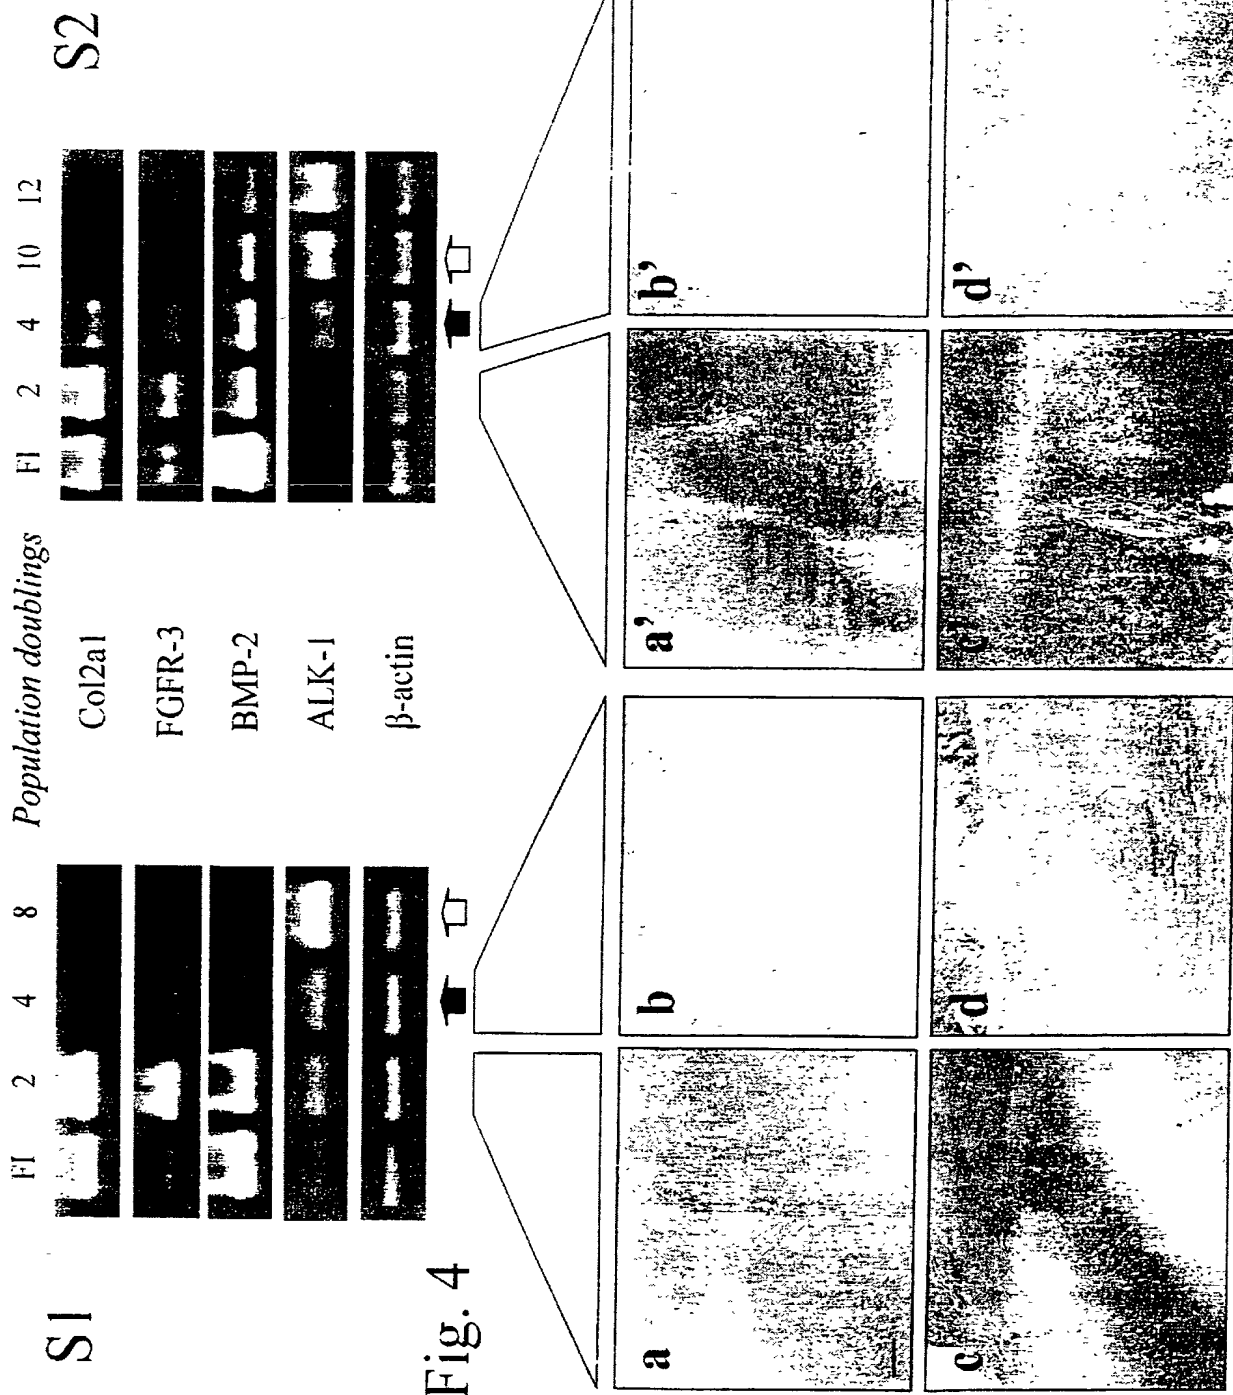 S1
S2
FI 2 4 8 Population doublings FI 2 4 10 12
Col2a1
FGFR-3
BMP-2
ALK-1
β-actin
Fig. 4
a b a' b'
c d c' d'